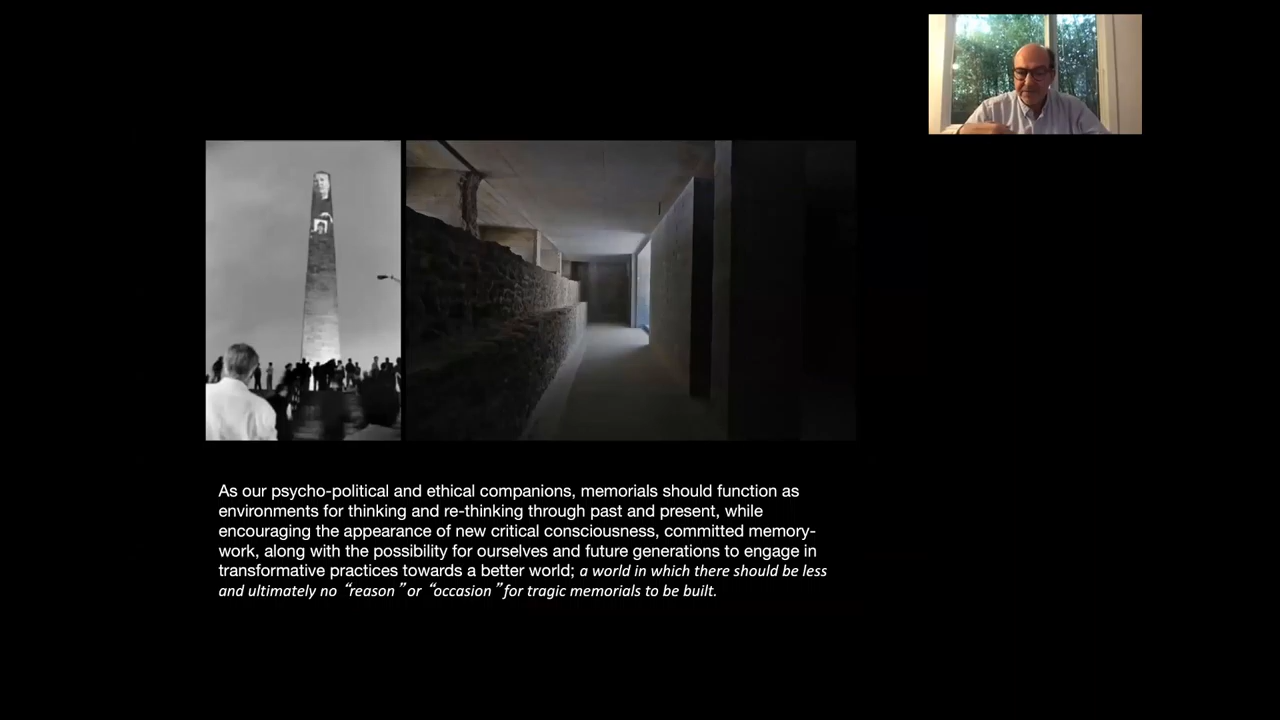 As our psycho-political and ethical companions, memorials should function as
environments for thinking and re-thinking through past and present, while
encouraging the appearance of new critical consciousness, committed memory-
work, along with the possibility for ourselves and future generations to engage in
transformative practices towards a better world; a world in which there should be less
and ultimately no “reason” or “occasion” for tragic memorials to be built.